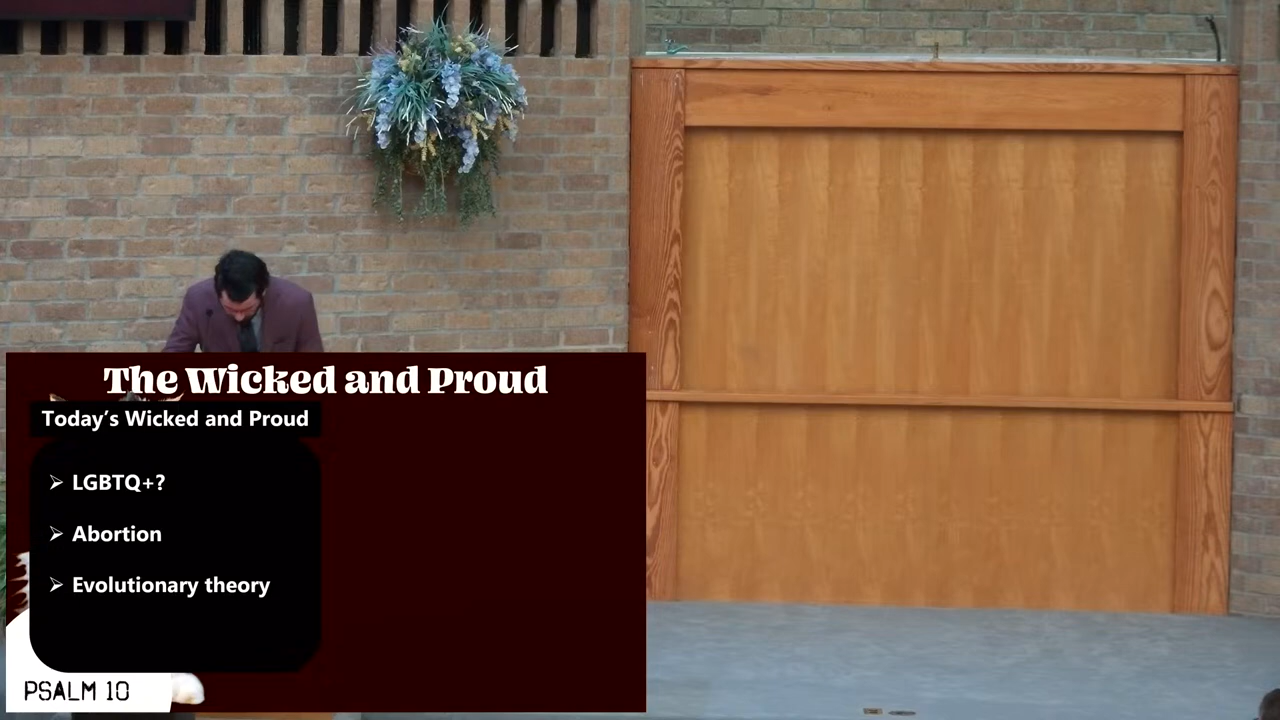 The Wicked and Proud
Today's Wicked and Proud
➢ LGBTQ+?
➢ Abortion
➢ Evolutionary theory
PSALM 10